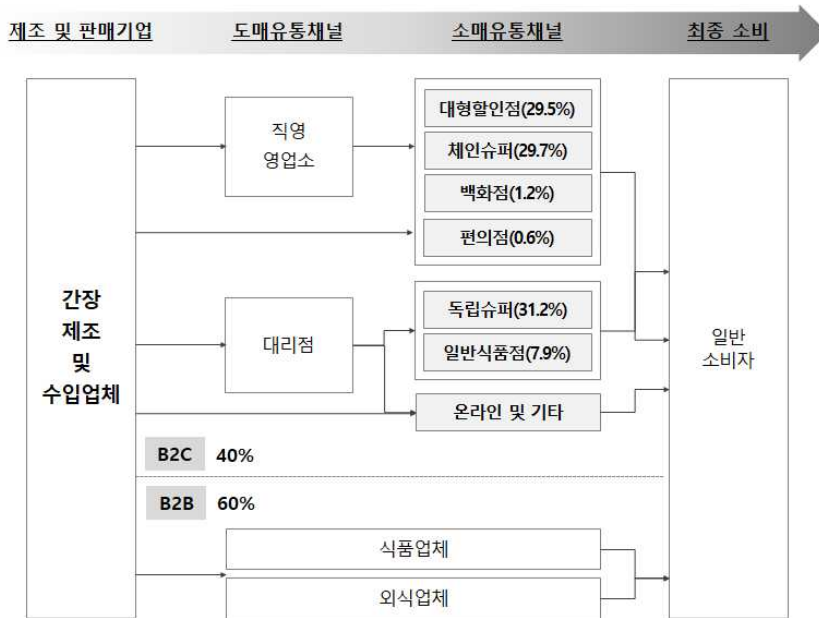 제조 및 판매기업
도매유통채널
소매유통채널
최종 소비
간장
제조
및
수입업체
직영
영업소
대형할인점(29.5%)
체인슈퍼(29.7%)
백화점(1.2%)
편의점(0.6%)
대리점
독립슈퍼(31.2%)
일반식품점(7.9%)
온라인 및 기타
일반
소비자
B2C 40%
B2B 60%
식품업체
외식업체